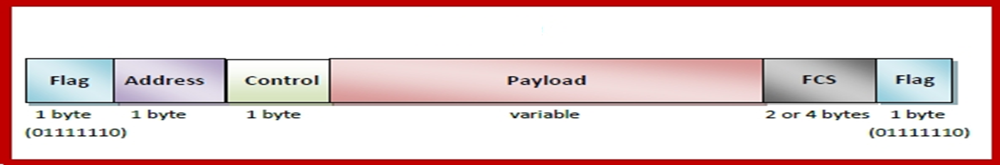 Flag Address Control Payload FCS Flag
1 byte 1 byte 1 byte variable 2 or 4 bytes 1 byte
(01111110) (01111110)